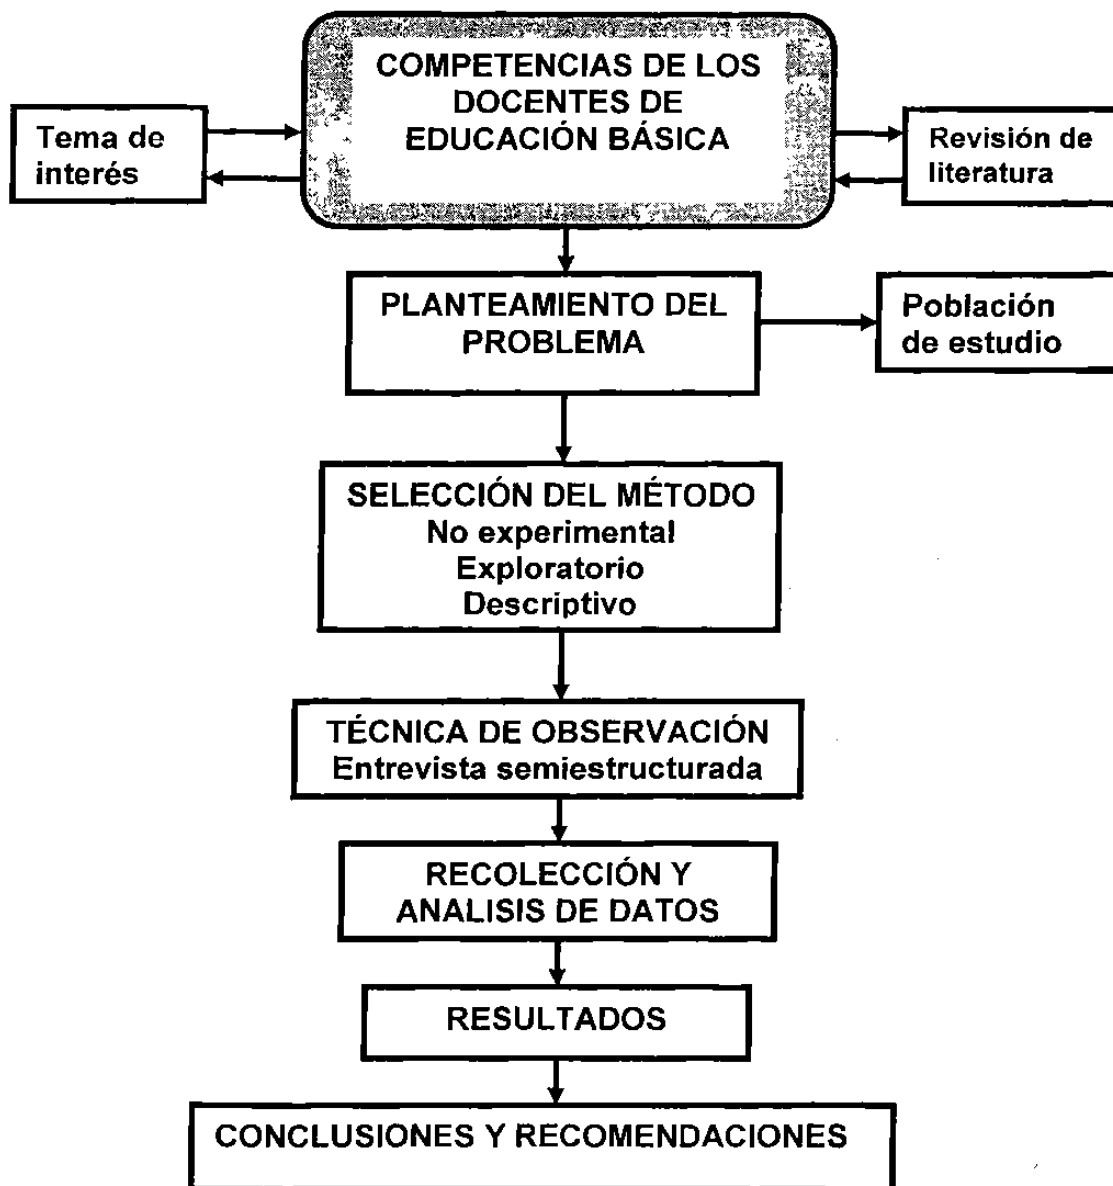 COMPETENCIAS DE LOS
DOCENTES DE
EDUCACIÓN BÁSICA
Tema de
interés
Revisión de
literatura
PLANTEAMIENTO DEL
PROBLEMA
Población
de estudio
SELECCIÓN DEL MÉTODO
No experimental
Exploratorio
Descriptivo
TÉCNICA DE OBSERVACIÓN
Entrevista semiestructurada
RECOLECCIÓN Y
ANALISIS DE DATOS
RESULTADOS
CONCLUSIONES Y RECOMENDACIONES